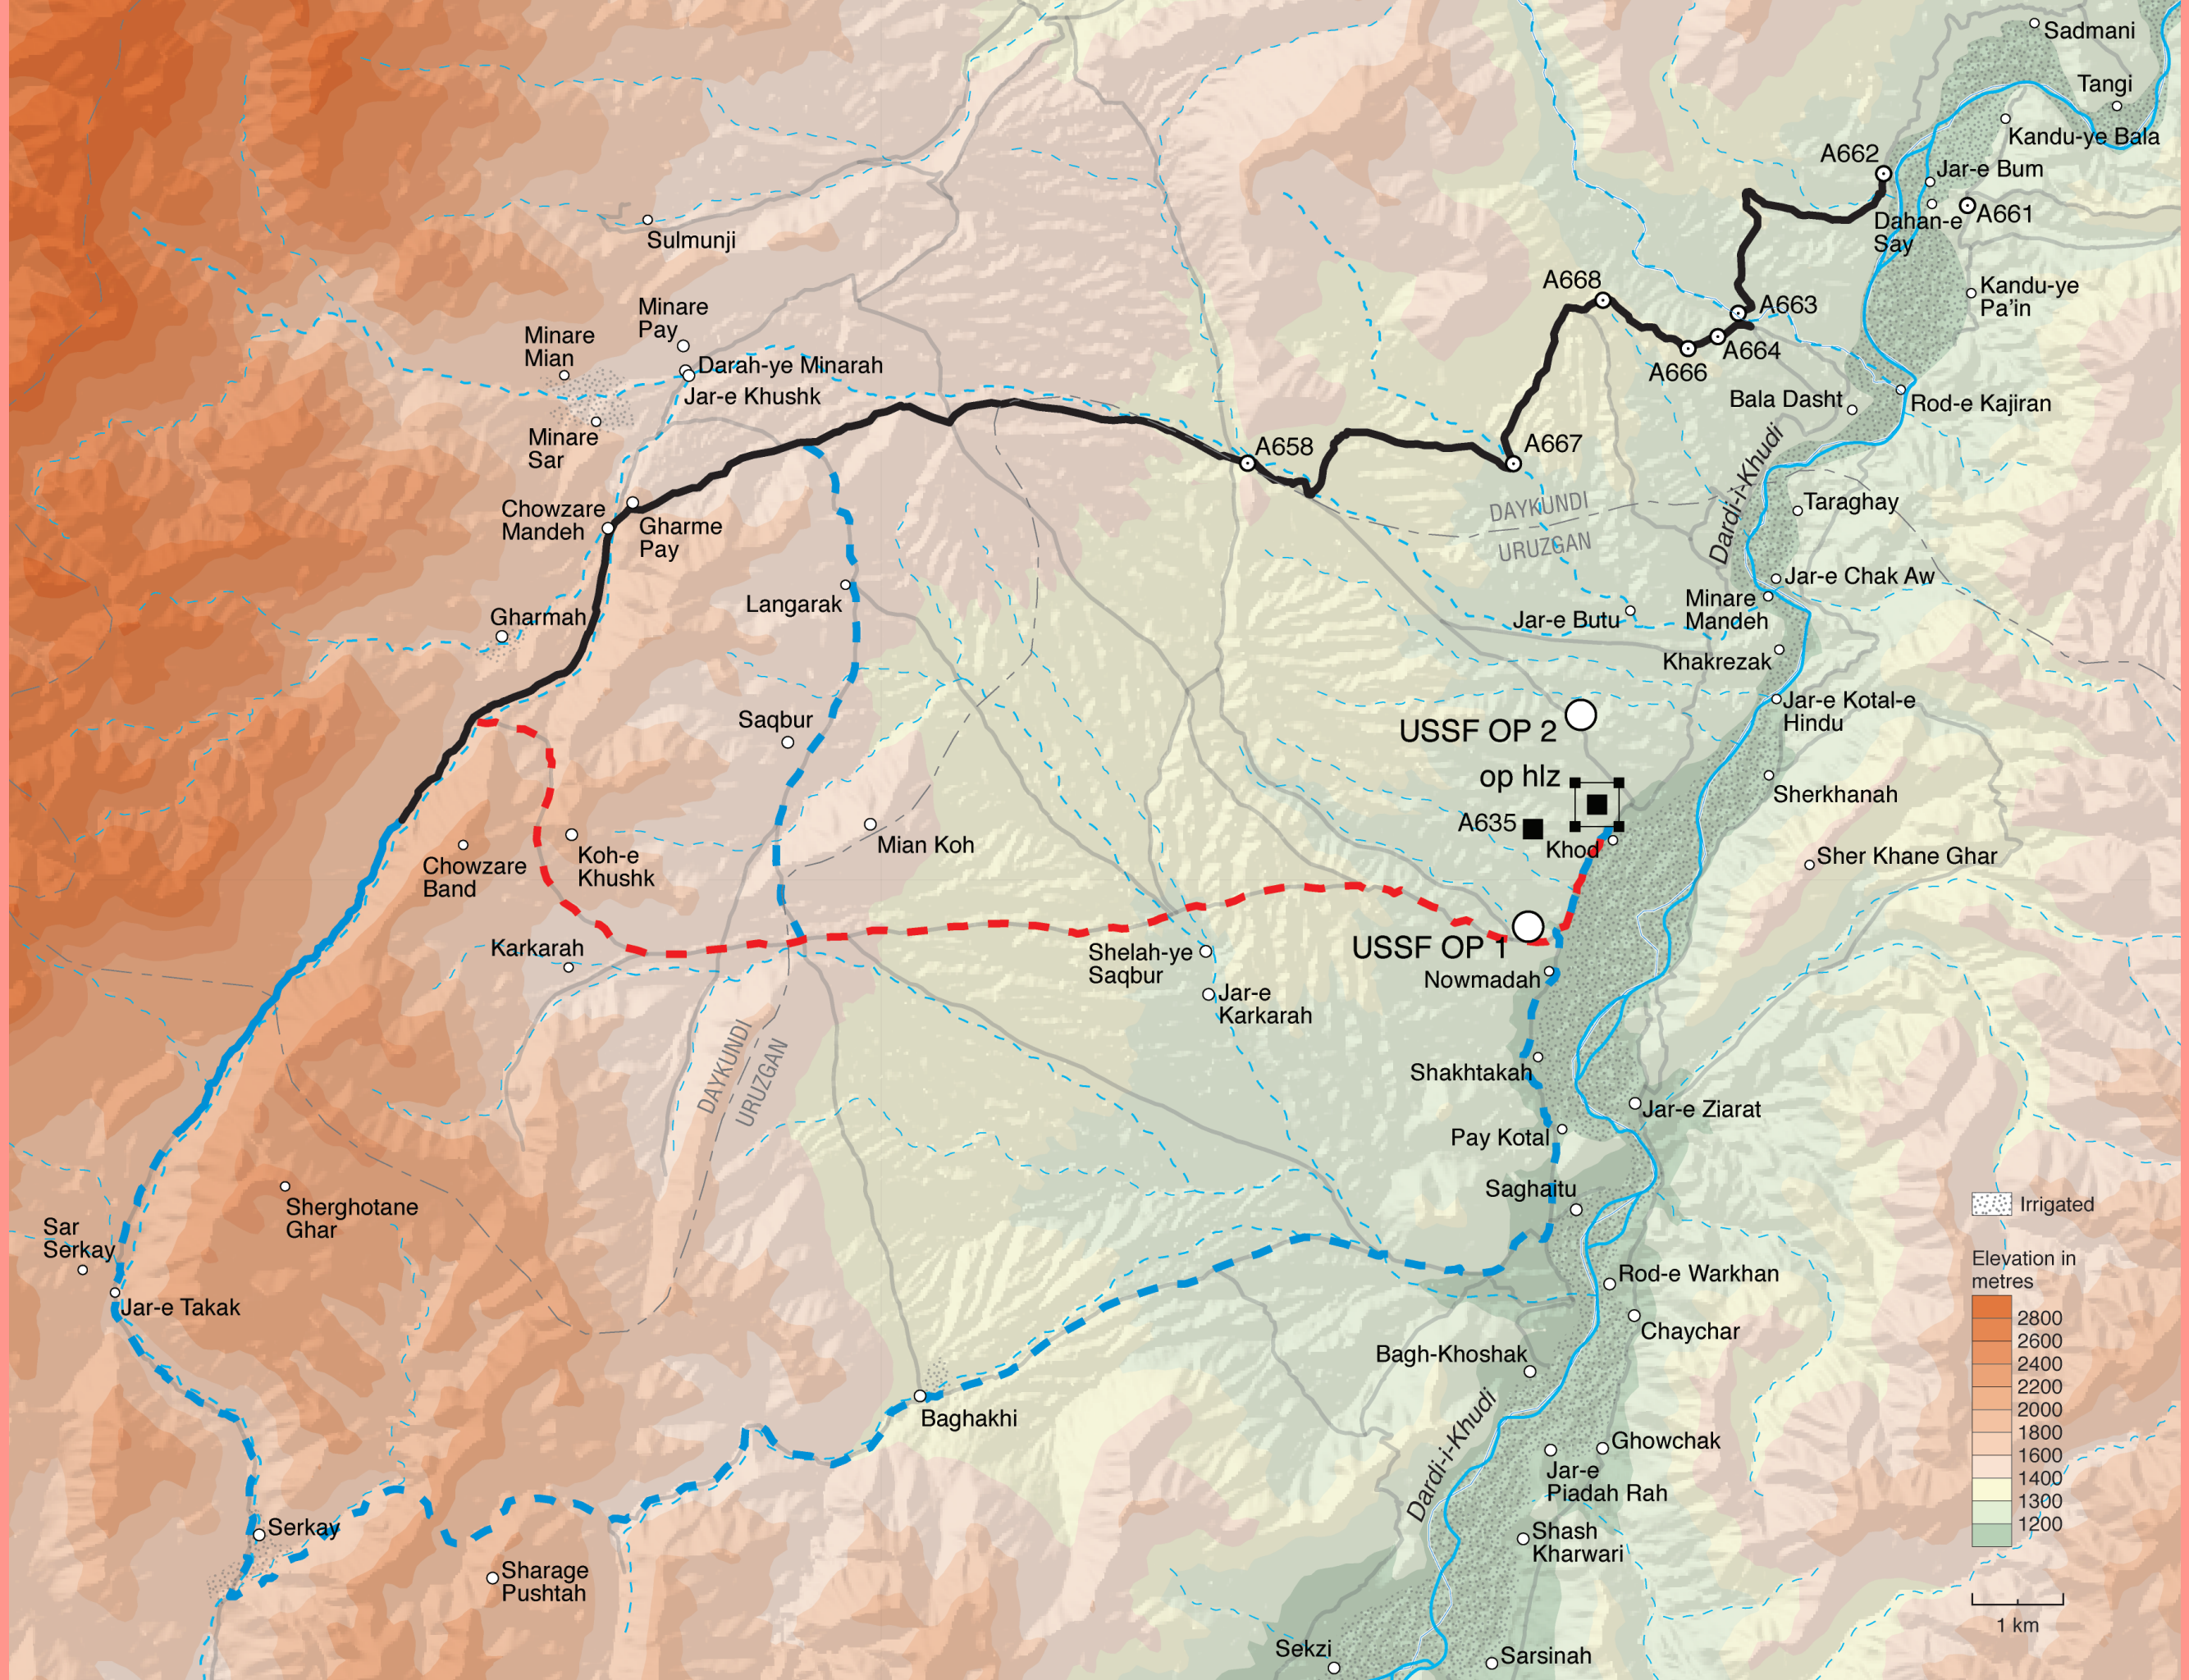 Sadmani
Tangi
Kandu-ye Bala
A662
Jar-e Bum
Dahan-e
Say
A661
Sulmunji
Kandu-ye
Pa'in
A668
A663
Minare
Pay
Minare
Mian
A664
A666
Darah-ye Minarah
Jar-e Khushk
Bala Dasht
Rod-e Kajiran
Minare
Sar
A658
A667
Dardi-i-Khudi
Chowzare
Mandeh
Gharme
Pay
DAYKUNDI
URUZGAN
Taraghay
Jar-e Chak Aw
Langarak
Minare
Mandeh
Gharmah
Jar-e Butu
Khakrezak
Jar-e Kotal-e
Hindu
Saqbur
USSF OP 2
op hlz
Sherkhanah
A635
Mian Koh
Khod
Sher Khane Ghar
Koh-e
Khushk
Chowzare
Band
Karkarah
USSF OP 1
Shelah-ye
Saqbur
Nowmadah
Jar-e
Karkarah
DAYKUNDI
URUZGAN
Shakhtakah
Jar-e Ziarat
Pay Kotal
Saghaitu
Sherghotane
Ghar
Sar
Serkay
Irrigated
Jar-e Takak
Rod-e Warkhan
Chaychar
Elevation in
metres
2800
2600
2400
2200
2000
1800
1600
1400
1300
1200
Bagh-Khoshak
Baghakhi
Dardi-i-Khudi
Ghowchak
Jar-e
Piadah Rah
Serkay
Shash
Kharwari
Sharage
Pushtah
1 km
Sekzi
Sarsinah